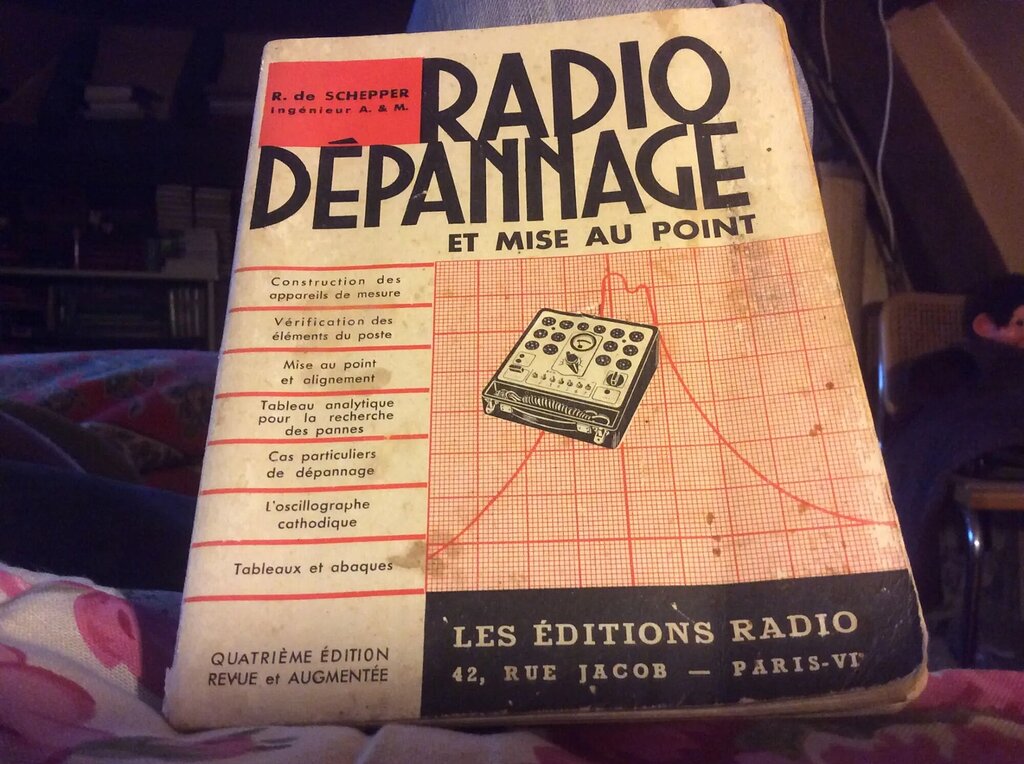 R. de SCHEPPER
ingénieur A. & M.
RADIO
DÉPANNAGE
ET MISE AU POINT
Construction des
appareils de mesure
Vérification des
éléments du poste
Mise au point
et alignement
Tableau analytique
pour la recherche
des pannes
Cas particuliers
de dépannage
L'oscillographe
cathodique
Tableaux et abaques
QUATRIÈME ÉDITION
REVUE et AUGMENTÉE
LES ÉDITIONS RADIO
42, RUE JACOB — PARIS-VIe